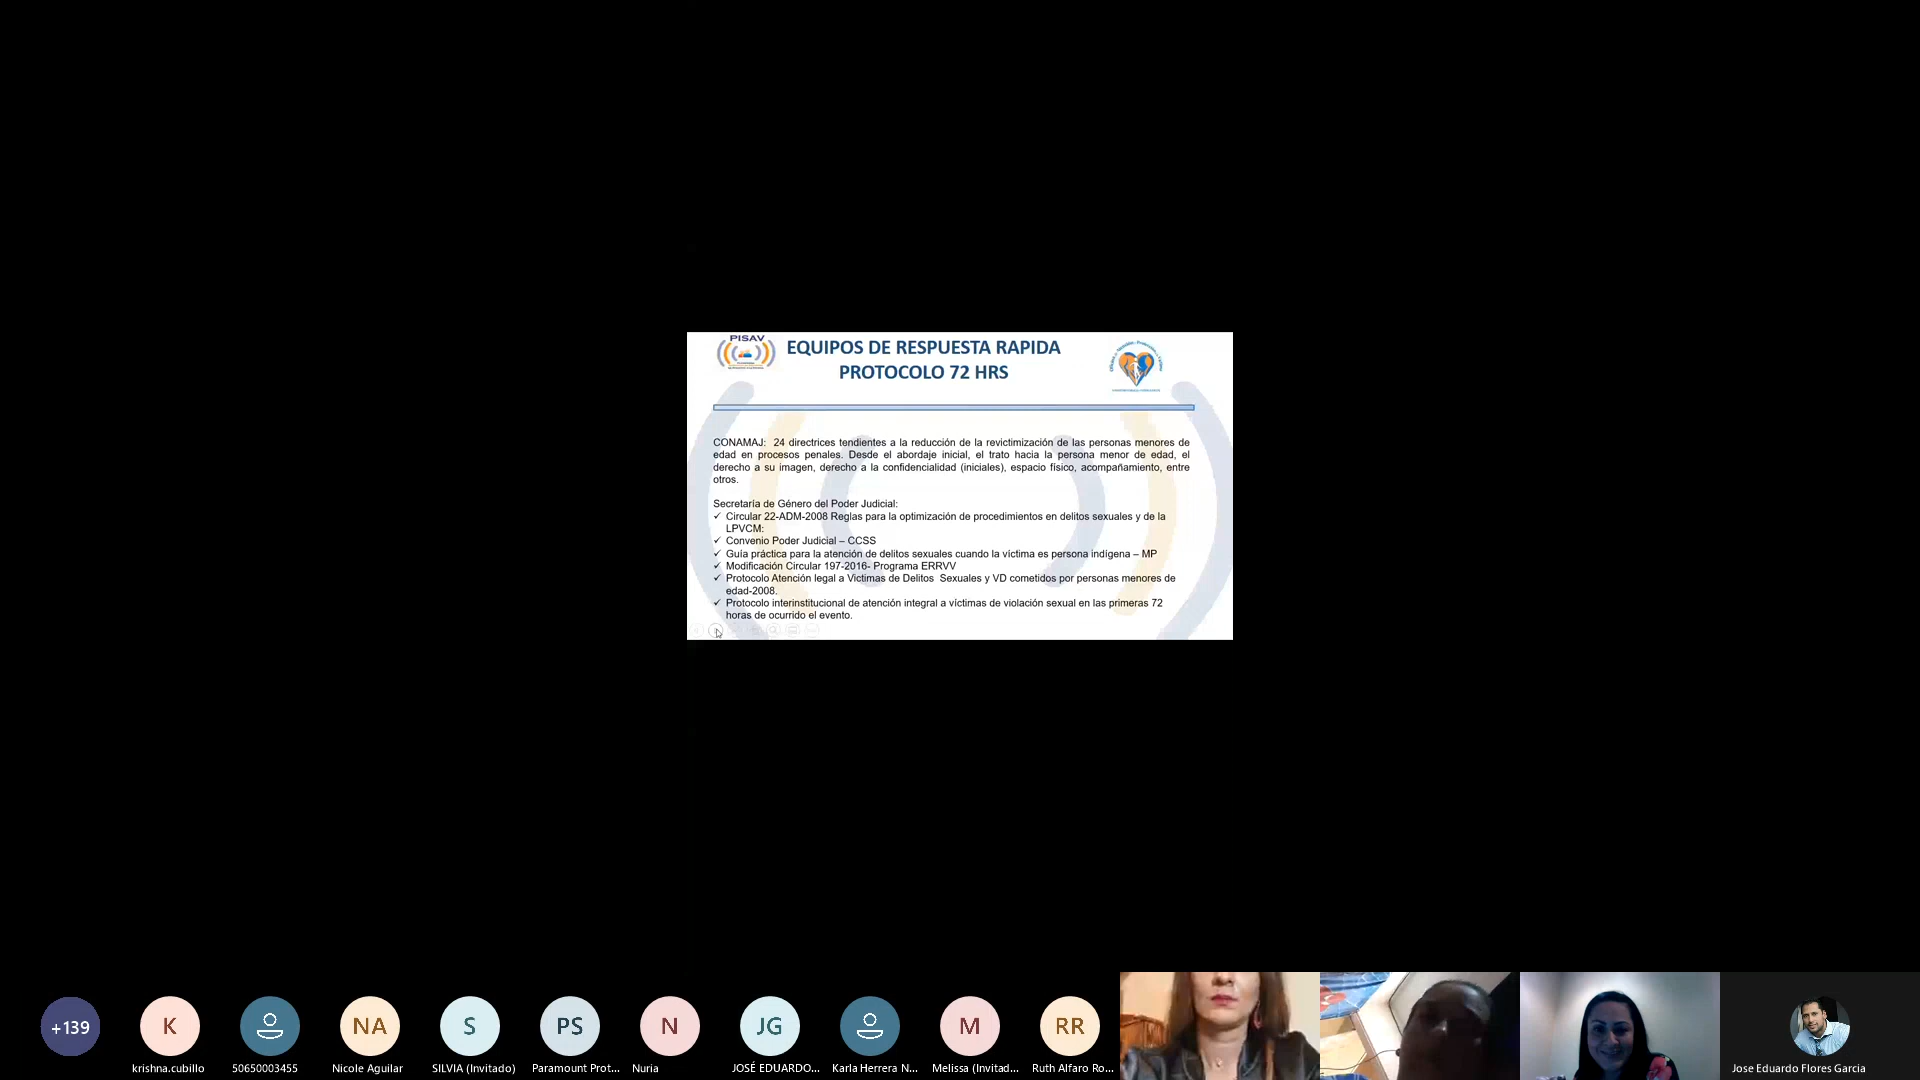 PISAV
EQUIPOS DE RESPUESTA RAPIDA
PROTOCOLO 72 HRS
CONAMAJ: 24 directrices tendientes a la reducción de la revictimización de las personas menores de
edad en procesos penales. Desde el abordaje inicial, el trato hacia la persona menor de edad, el
derecho a su imagen, derecho a la confidencialidad (iniciales), espacio físico, acompañamiento, entre
otros.
Secretaría de Género del Poder Judicial:
✓ Circular 22-ADM-2008 Reglas para la optimización de procedimientos en delitos sexuales y de la
LPVCM:
✓ Convenio Poder Judicial – CCSS
✓ Guía práctica para la atención de delitos sexuales cuando la víctima es persona indígena – MP
✓ Modificación Circular 197-2016- Programa ERRVV
✓ Protocolo Atención legal a Victimas de Delitos Sexuales y VD cometidos por personas menores de
edad-2008.
✓ Protocolo interinstitucional de atención integral a víctimas de violación sexual en las primeras 72
horas de ocurrido el evento.
+139
K
NA
S
PS
N
JG
M
RR
krishna.cubillo
50650003455
Nicole Aguilar
SILVIA (Invitado)
Paramount Prot...
Nuria
JOSÉ EDUARDO...
Karla Herrera N...
Melissa (Invitad...
Ruth Alfaro Ro...
Jose Eduardo Flores Garcia